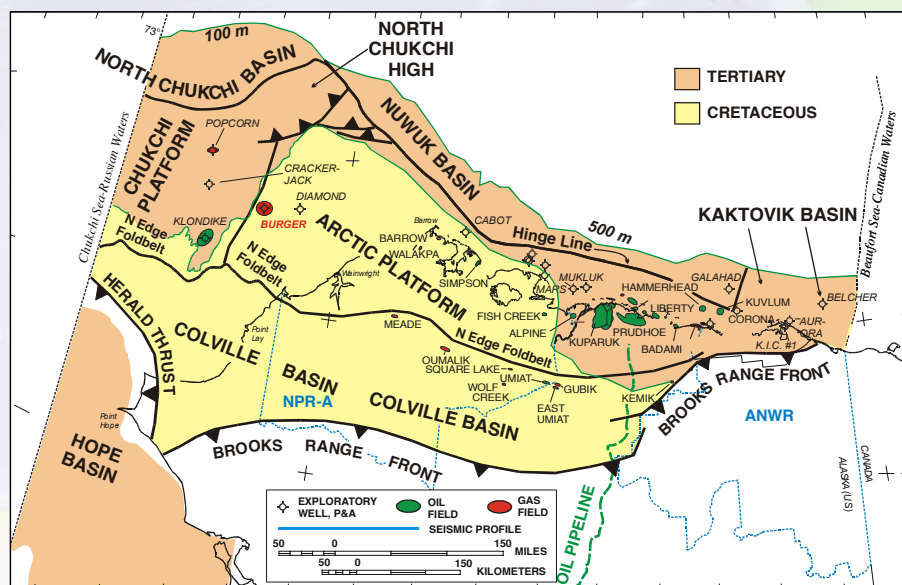 73°
100 m
NORTH
CHUKCHI
HIGH
NORTH CHUKCHI BASIN
TERTIARY
CRETACEOUS
NUWUK BASIN
POPCORN
CHUKCHI
PLATFORM
CRACKER-
JACK
Chukchi Sea-Russian Waters
Beaufort Sea-Canadian Waters
DIAMOND
KLONDIKE
BURGER
N Edge
Foldbelt
ARCTIC PLATFORM
Barrow
CABOT
BARROW
WALAKPA
Hinge Line
500 m
KAKTOVIK BASIN
N Edge
Foldbelt
Wainwright
SIMPSON
MARS
MUKLUK
GALAHAD
HAMMERHEAD
LIBERTY
KUVLUM
BELCHER
HERALD THRUST
FISH CREEK
CORONA
AUR-
ORA
Point
Lay
MEADE
ALPINE
KUPARUK
PRUDHOE
BADAMI
K.I.C. #1
N Edge Foldbelt
COLVILLE
BASIN
OUMALIK
SQUARE LAKE
UMIAT
WOLF
CREEK
GUBIK
EAST
UMIAT
KEMIK
BROOKS RANGE FRONT
NPR-A
COLVILLE BASIN
ANWR
Point
Hope
HOPE
BASIN
BROOKS RANGE FRONT
CANADA
ALASKA (US)
OIL PIPELINE
EXPLORATORY
WELL, P&A
OIL
FIELD
GAS
FIELD
SEISMIC PROFILE
50 0 150
MILES
50 0 150
KILOMETERS